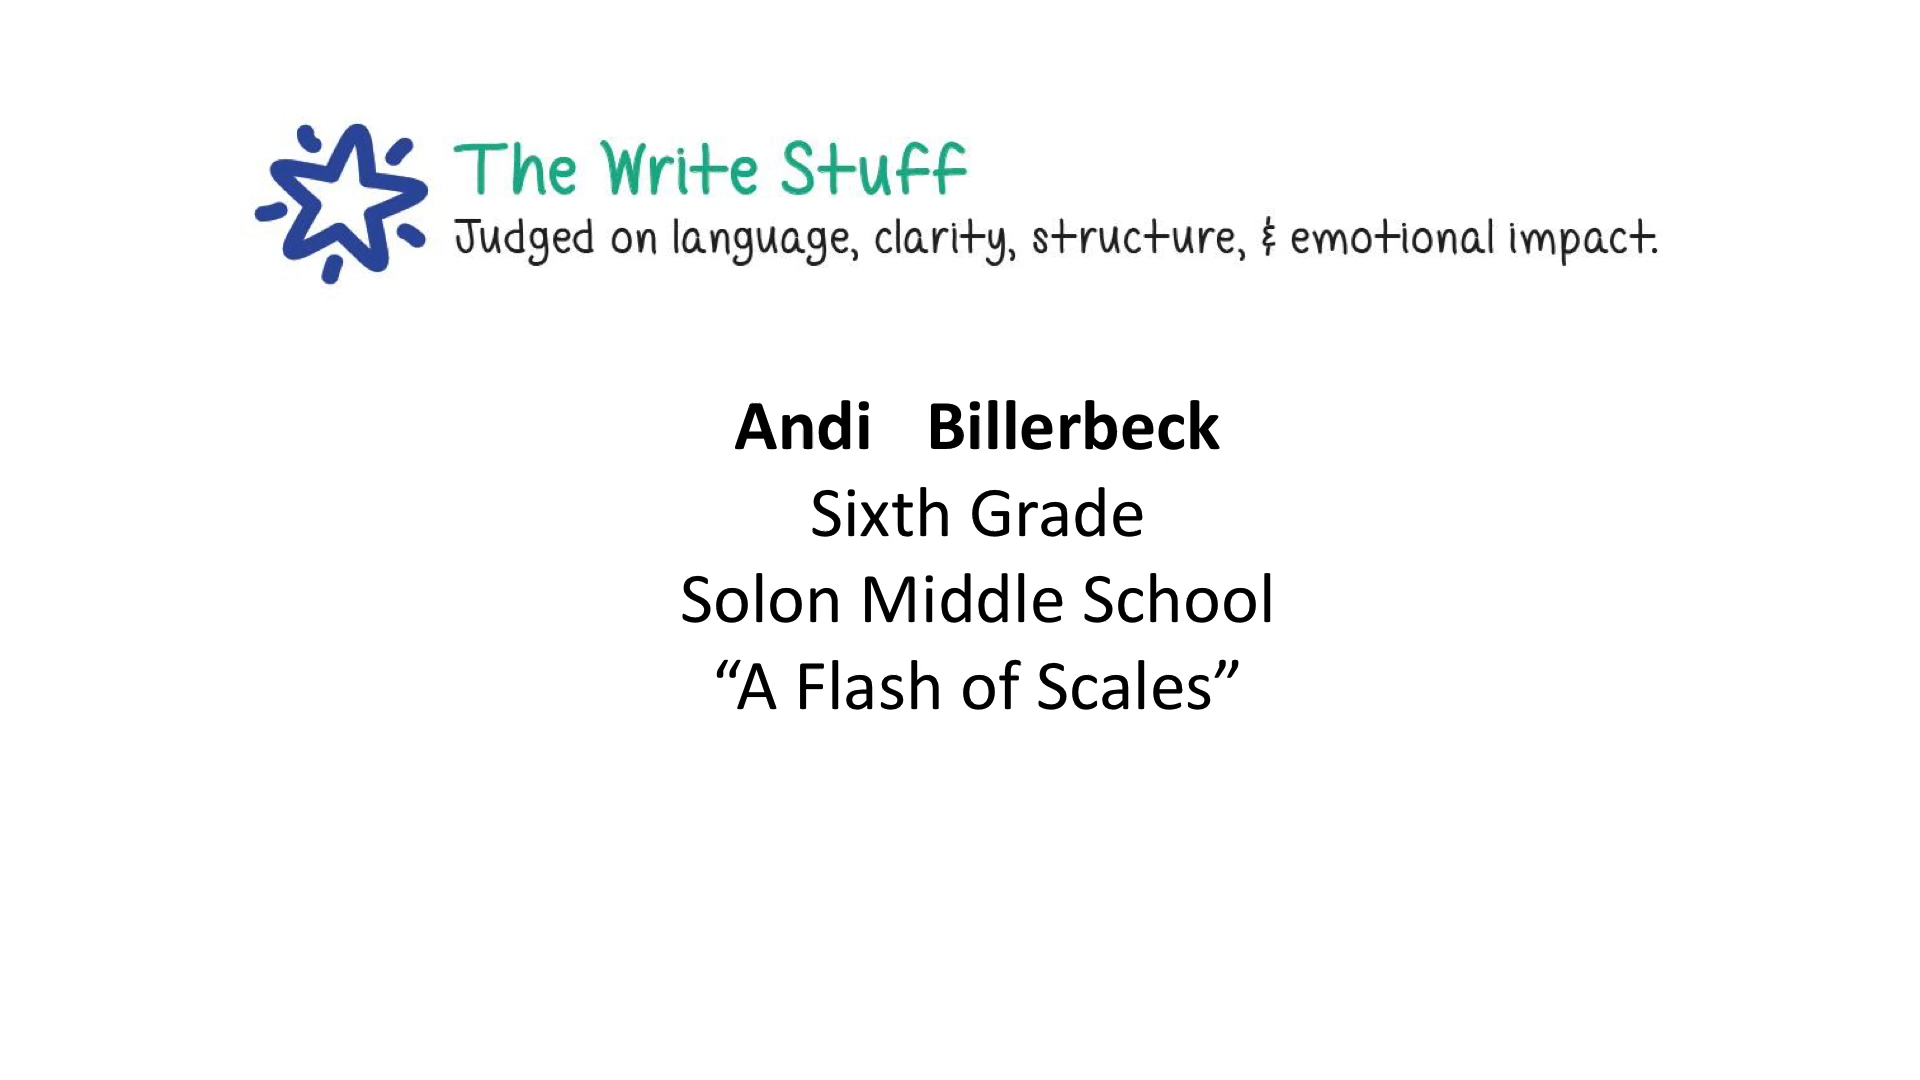 The Write Stuff
Judged on language, clarity, structure, & emotional impact.
Andi Billerbeck
Sixth Grade
Solon Middle School
“A Flash of Scales”